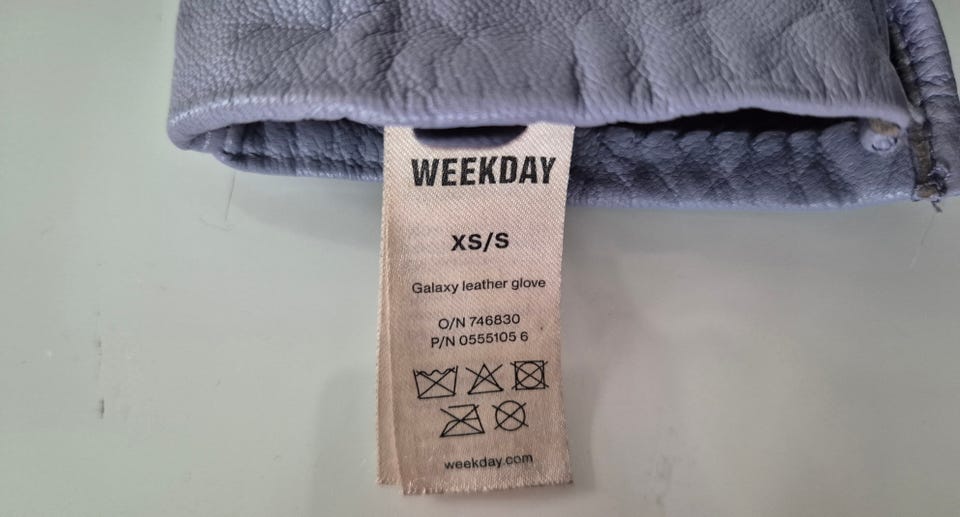 WEEKDAY
XS/S
Galaxy leather glove
O/N 746830
P/N 0555105 6
weekday.com